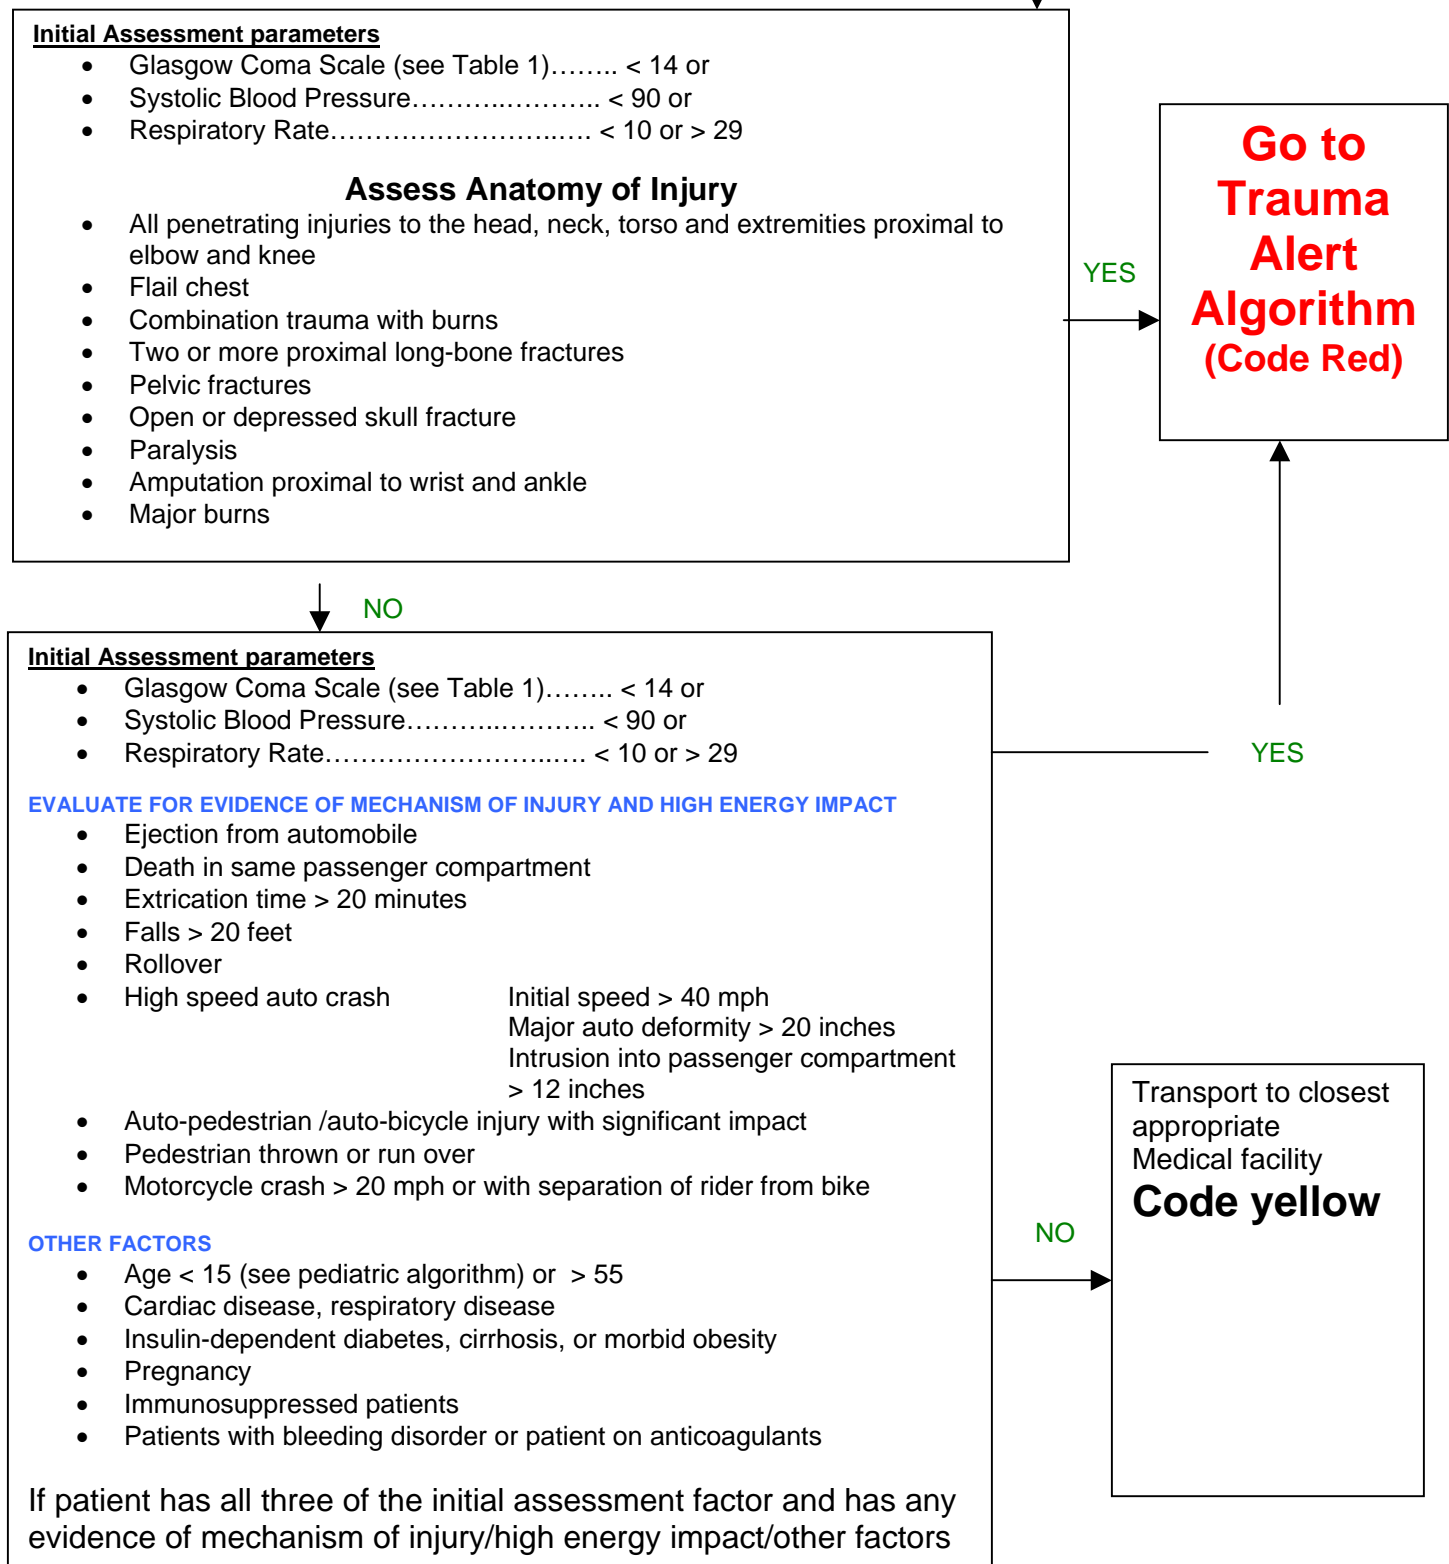 Initial Assessment parameters
• Glasgow Coma Scale (see Table 1)…….. < 14 or
• Systolic Blood Pressure………..……….. < 90 or
• Respiratory Rate……………………..…. < 10 or > 29
Assess Anatomy of Injury
• All penetrating injuries to the head, neck, torso and extremities proximal to
elbow and knee
• Flail chest
• Combination trauma with burns
• Two or more proximal long-bone fractures
• Pelvic fractures
• Open or depressed skull fracture
• Paralysis
• Amputation proximal to wrist and ankle
• Major burns
YES
Go to
Trauma
Alert
Algorithm
(Code Red)
NO
Initial Assessment parameters
• Glasgow Coma Scale (see Table 1)…….. < 14 or
• Systolic Blood Pressure………..……….. < 90 or
• Respiratory Rate……………………..…. < 10 or > 29
YES
EVALUATE FOR EVIDENCE OF MECHANISM OF INJURY AND HIGH ENERGY IMPACT
• Ejection from automobile
• Death in same passenger compartment
• Extrication time > 20 minutes
• Falls > 20 feet
• Rollover
• High speed auto crash Initial speed > 40 mph
Major auto deformity > 20 inches
Intrusion into passenger compartment
> 12 inches
• Auto-pedestrian /auto-bicycle injury with significant impact
• Pedestrian thrown or run over
• Motorcycle crash > 20 mph or with separation of rider from bike
OTHER FACTORS
• Age < 15 (see pediatric algorithm) or > 55
• Cardiac disease, respiratory disease
• Insulin-dependent diabetes, cirrhosis, or morbid obesity
• Pregnancy
• Immunosuppressed patients
• Patients with bleeding disorder or patient on anticoagulants
If patient has all three of the initial assessment factor and has any
evidence of mechanism of injury/high energy impact/other factors
NO
Transport to closest
appropriate
Medical facility
Code yellow